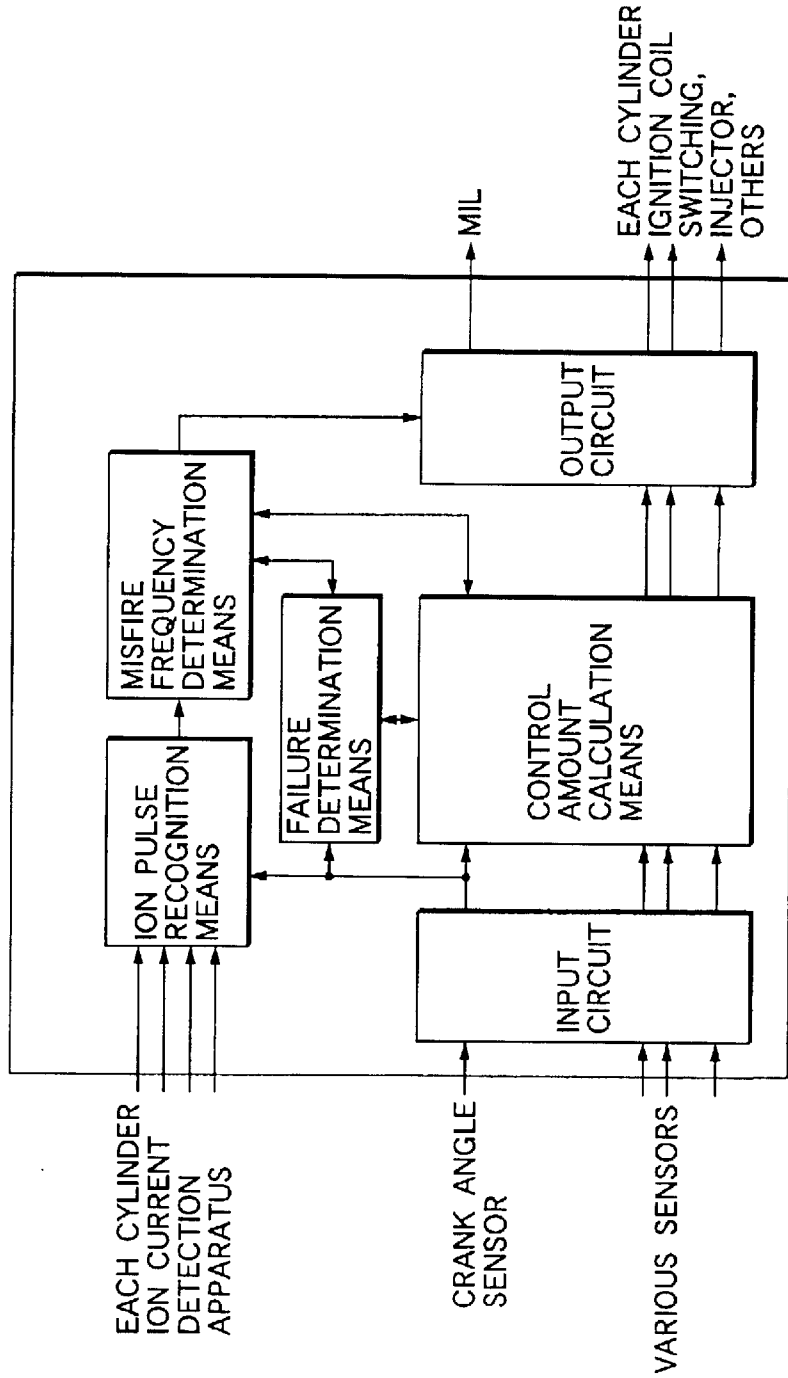 EACH CYLINDER
ION CURRENT
DETECTION
APPARATUS
CRANK ANGLE
SENSOR
VARIOUS SENSORS
ION PULSE
RECOGNITION
MEANS
MISFIRE
FREQUENCY
DETERMINATION
MEANS
FAILURE
DETERMINATION
MEANS
INPUT
CIRCUIT
CONTROL
AMOUNT
CALCULATION
MEANS
OUTPUT
CIRCUIT
MIL
EACH CYLINDER
IGNITION COIL
SWITCHING,
INJECTOR,
OTHERS